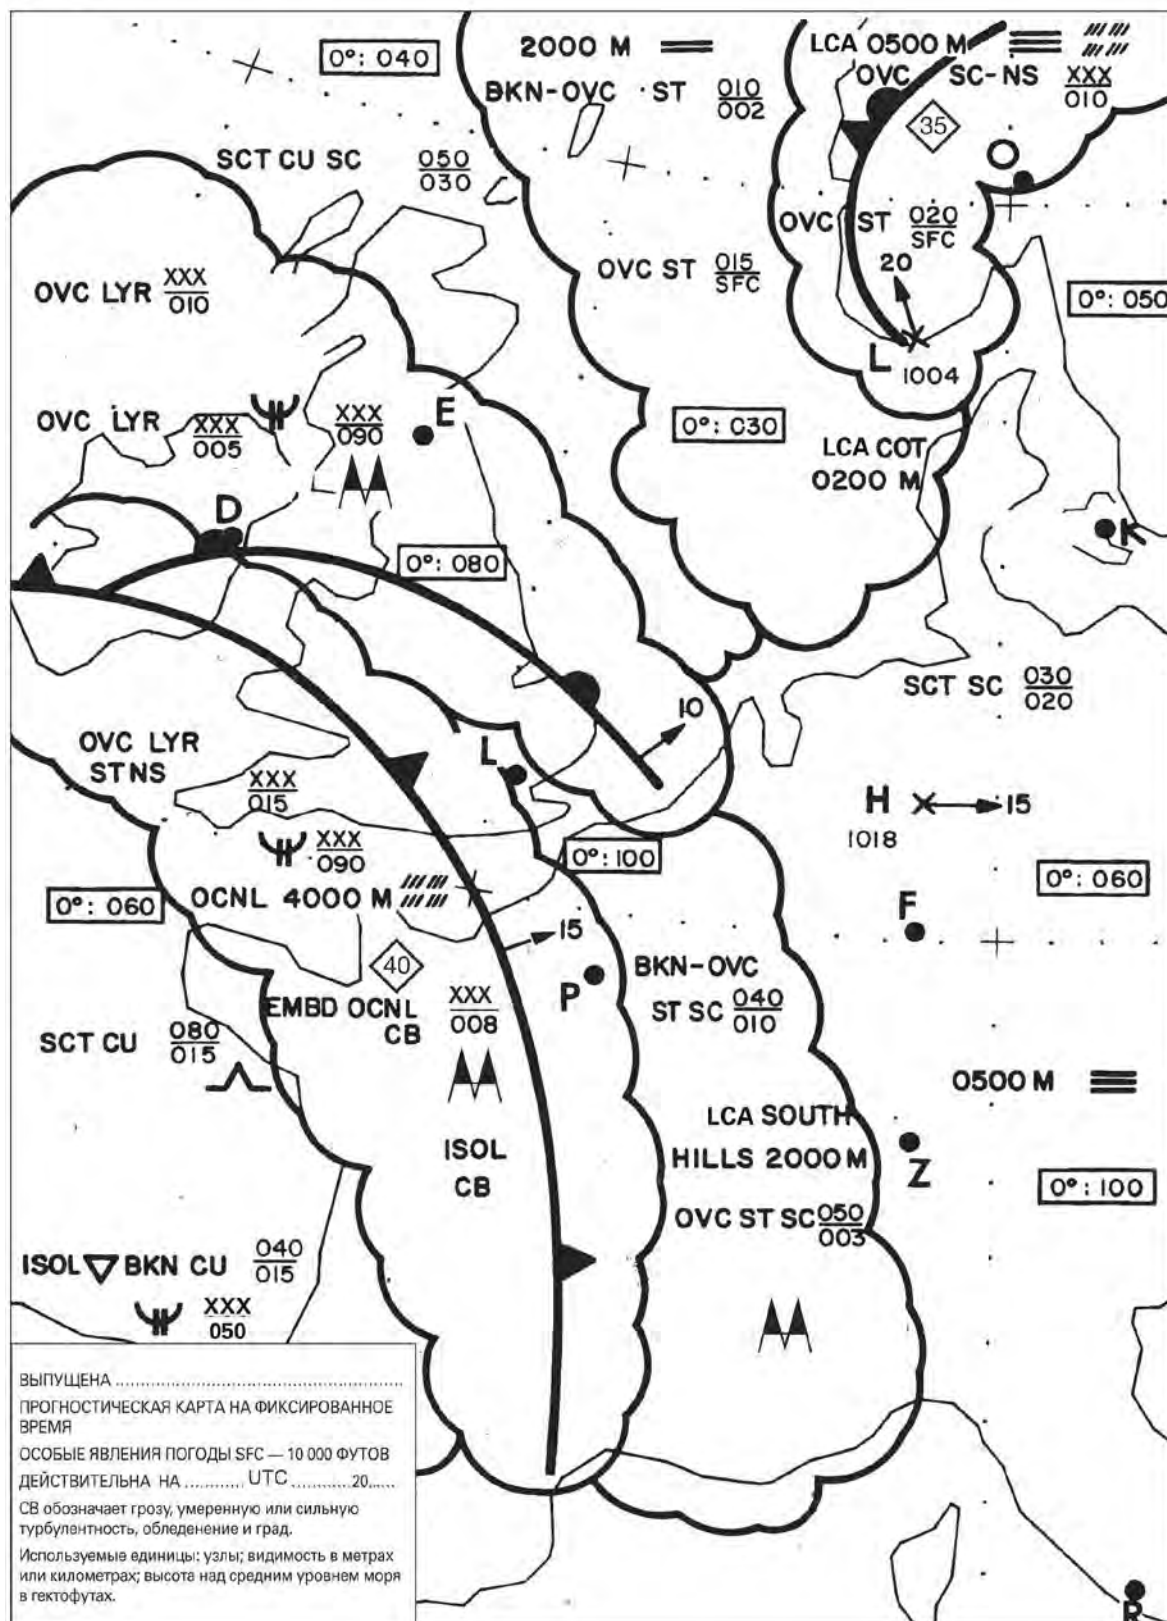 0°: 040
2000 M
LCA 0500 M
BKN-OVC ST 010
002
OVC SC-NS XXX
010
35
SCT CU SC 050
030
O
OVC ST 020
SFC
OVC LYR XXX
010
OVC ST 015
SFC
20
0°: 050
L 1004
OVC LYR XXX
005
XXX
090
E
0°: 030
LCA COT
0200 M
D
K
0°: 080
SCT SC 030
020
10
OVC LYR
STNS
XXX
015
L
H 15
1018
XXX
090
0°: 100
0°: 060
OCNL 4000 M
0°: 060
F
15
40
BKN-OVC
P
ST SC 040
010
EMBD OCNL
CB
XXX
008
SCT CU 080
015
0500 M
LCA SOUTH
HILLS 2000 M
Z
ISOL
CB
0°: 100
OVC ST SC 050
003
ISOL BKN CU 040
015
XXX
050
ВЫПУЩЕНА ......................................................
ПРОГНОСТИЧЕСКАЯ КАРТА НА ФИКСИРОВАННОЕ
ВРЕМЯ
ОСОБЫЕ ЯВЛЕНИЯ ПОГОДЫ SFC — 10 000 ФУТОВ
ДЕЙСТВИТЕЛЬНА НА ........... UTC ...........20......
СВ обозначает грозу, умеренную или сильную
турбулентность, обледенение и град.
Используемые единицы: узлы; видимость в метрах
или километрах; высота над средним уровнем моря
в гектофутах.